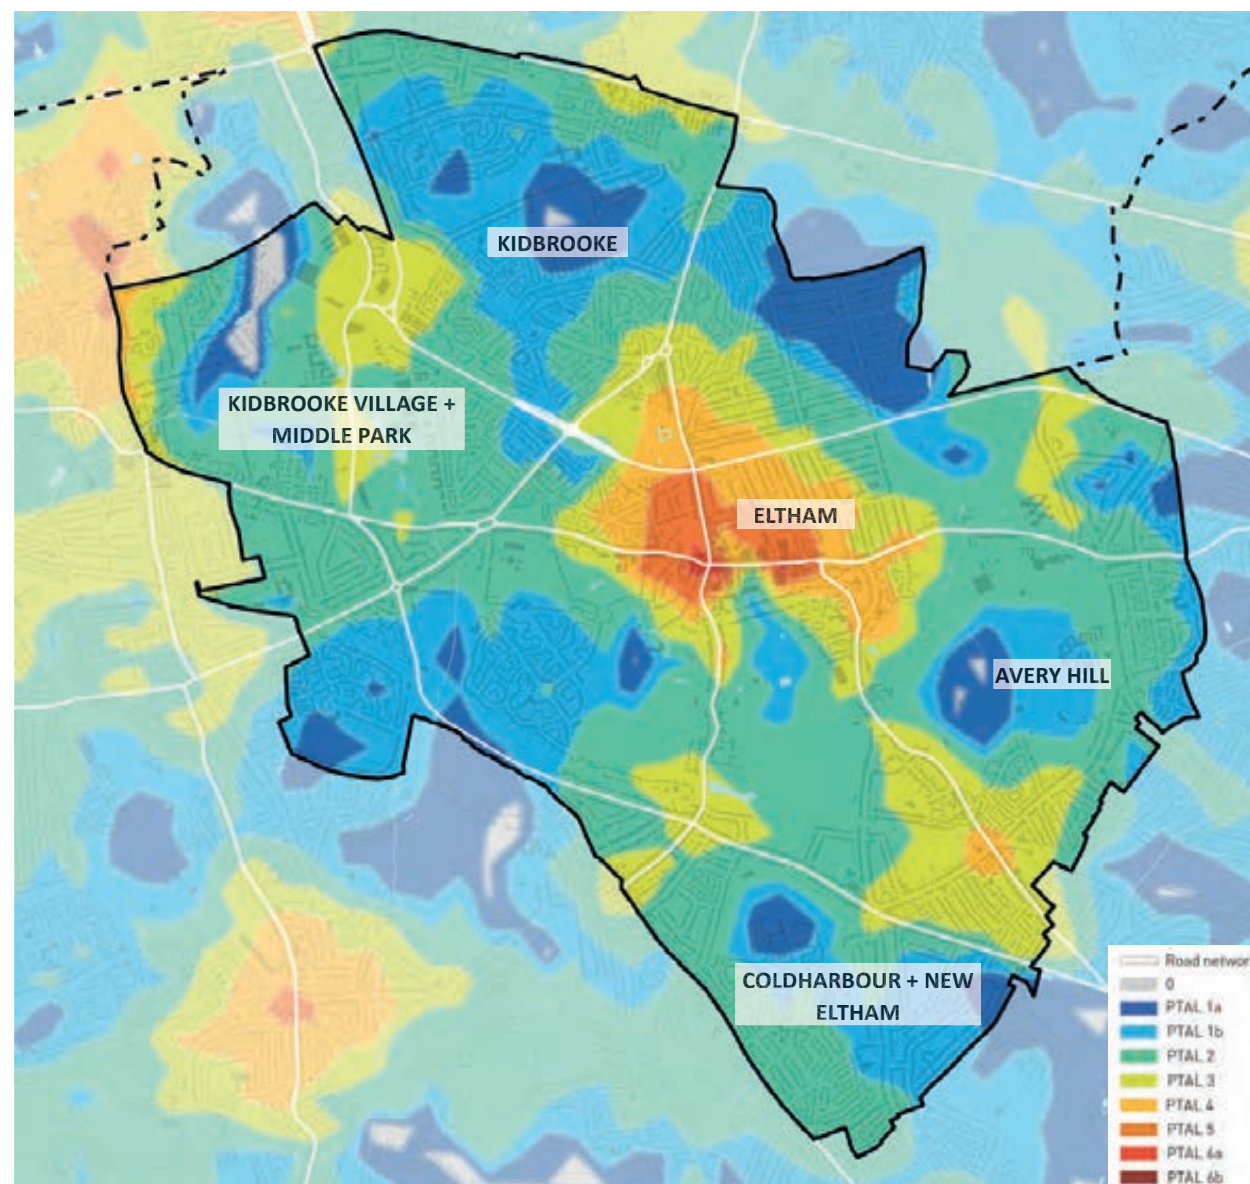 KIDBROOKE
KIDBROOKE VILLAGE +
MIDDLE PARK
ELTHAM
AVERY HILL
COLDHARBOUR + NEW
ELTHAM
Road networ
0
PTAL 1a
PTAL 1b
PTAL 2
PTAL 3
PTAL 4
PTAL 5
PTAL 6a
PTAL 6b